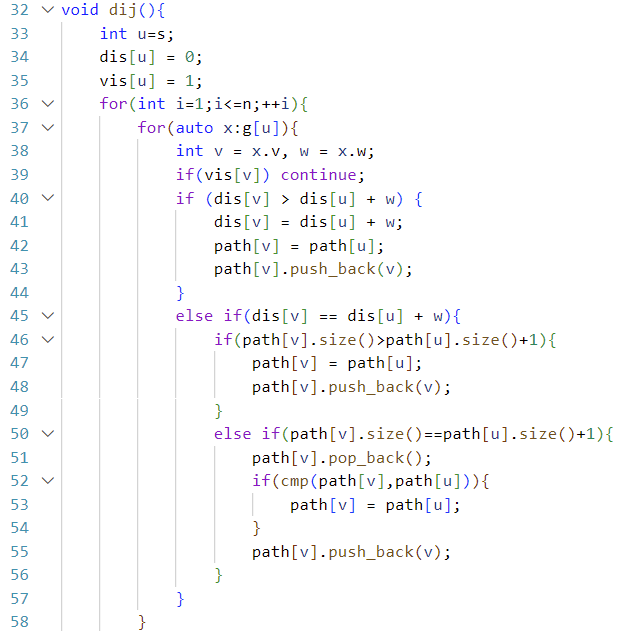 32 void dij(){
33     int u=s;
34     dis[u] = 0;
35     vis[u] = 1;
36     for(int i=1;i<=n;++i){
37         for(auto x:g[u]){
38             int v = x.v, w = x.w;
39             if(vis[v]) continue;
40             if (dis[v] > dis[u] + w) {
41                 dis[v] = dis[u] + w;
42                 path[v] = path[u];
43                 path[v].push_back(v);
44             }
45             else if(dis[v] == dis[u] + w){
46                 if(path[v].size()>path[u].size()+1){
47                     path[v] = path[u];
48                     path[v].push_back(v);
49                 }
50                 else if(path[v].size()==path[u].size()+1){
51                     path[v].pop_back();
52                     if(cmp(path[v],path[u])){
53                         path[v] = path[u];
54                     }
55                     path[v].push_back(v);
56                 }
57             }
58         }